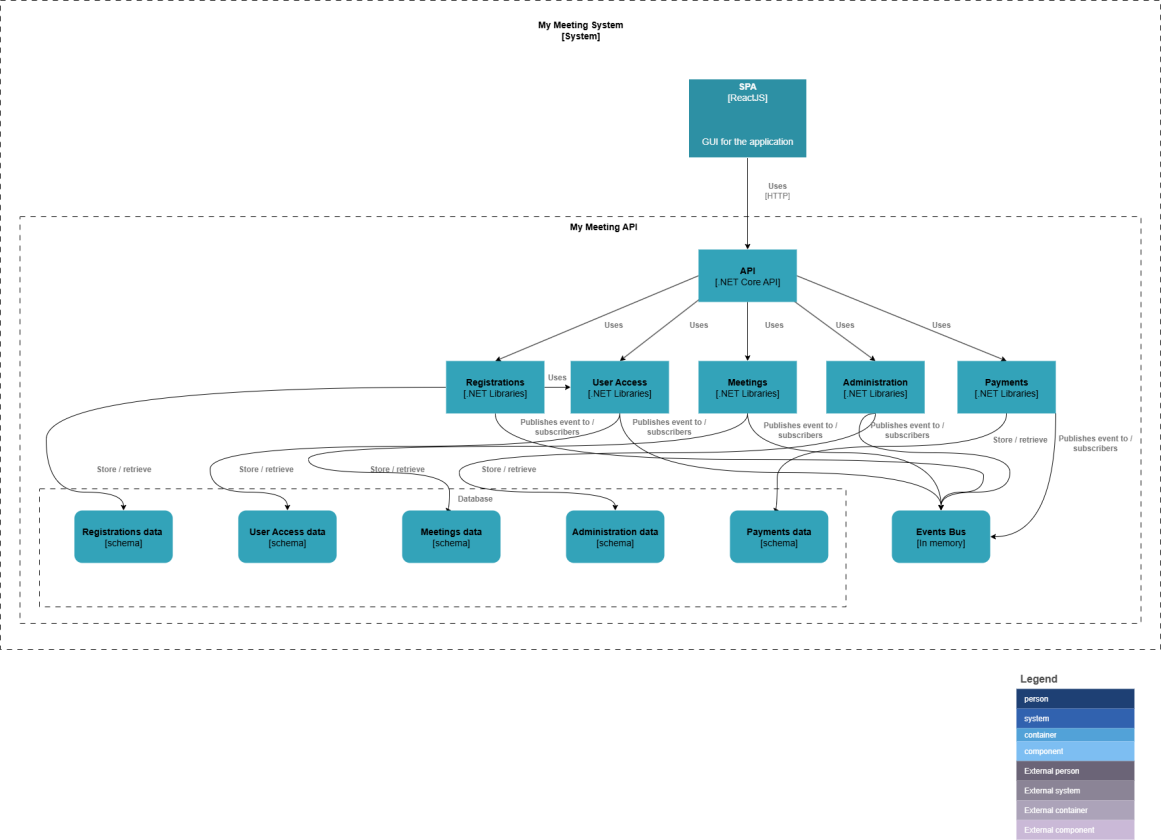 My Meeting System
[System]
SPA
[ReactJS]
GUI for the application
Uses
[HTTP]
My Meeting API
API
[.NET Core API]
Uses
Uses
Uses
Uses
Uses
Registrations
[.NET Libraries]
Uses
User Access
[.NET Libraries]
Meetings
[.NET Libraries]
Administration
[.NET Libraries]
Payments
[.NET Libraries]
Publishes event to /
subscribers
Publishes event to /
subscribers
Publishes event to /
subscribers
Publishes event to /
subscribers
Store / retrieve
Publishes event to /
subscribers
Store / retrieve
Store / retrieve
Store / retrieve
Store / retrieve
Database
Registrations data
[schema]
User Access data
[schema]
Meetings data
[schema]
Administration data
[schema]
Payments data
[schema]
Events Bus
[In memory]
Legend
person
system
container
component
External person
External system
External container
External component